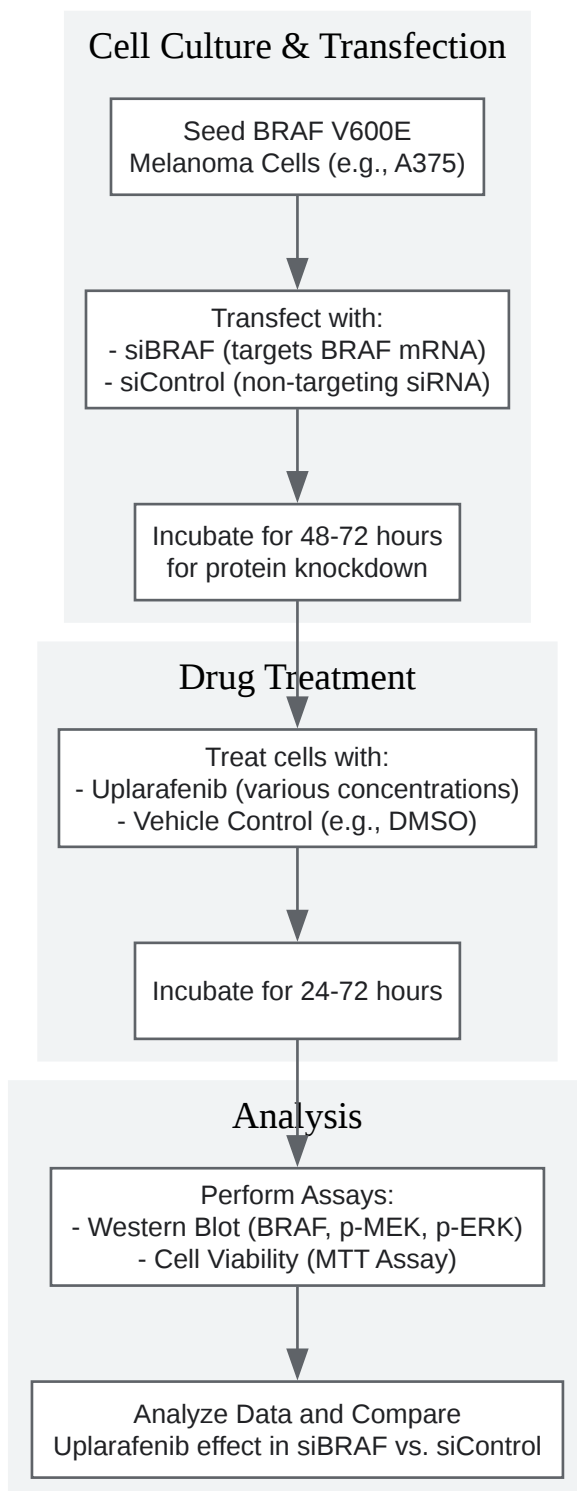 Cell Culture & Transfection
Seed BRAF V600E
Melanoma Cells (e.g., A375)
Transfect with:
- siBRAF (targets BRAF mRNA)
- siControl (non-targeting siRNA)
Incubate for 48-72 hours
for protein knockdown
Drug Treatment
Treat cells with:
- Uplarafenib (various concentrations)
- Vehicle Control (e.g., DMSO)
Incubate for 24-72 hours
Analysis
Perform Assays:
- Western Blot (BRAF, p-MEK, p-ERK)
- Cell Viability (MTT Assay)
Analyze Data and Compare
Uplarafenib effect in siBRAF vs. siControl